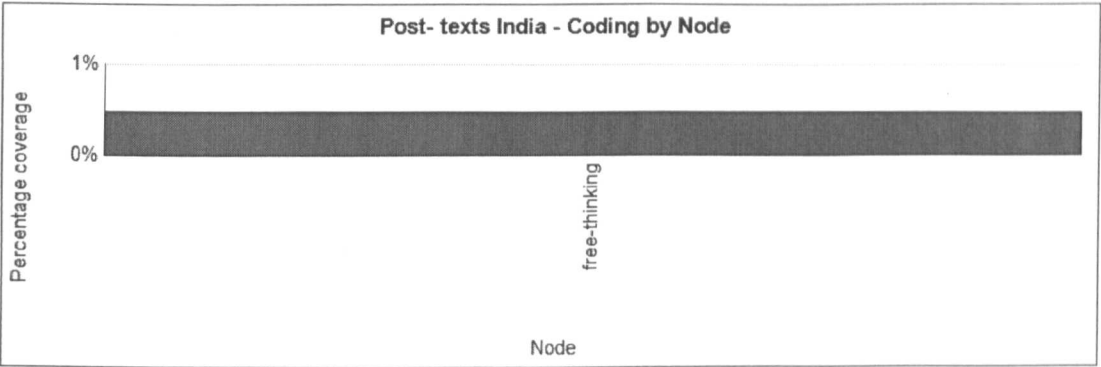 Post- texts India - Coding by Node
1%
0%
Percentage coverage
free-thinking
Node